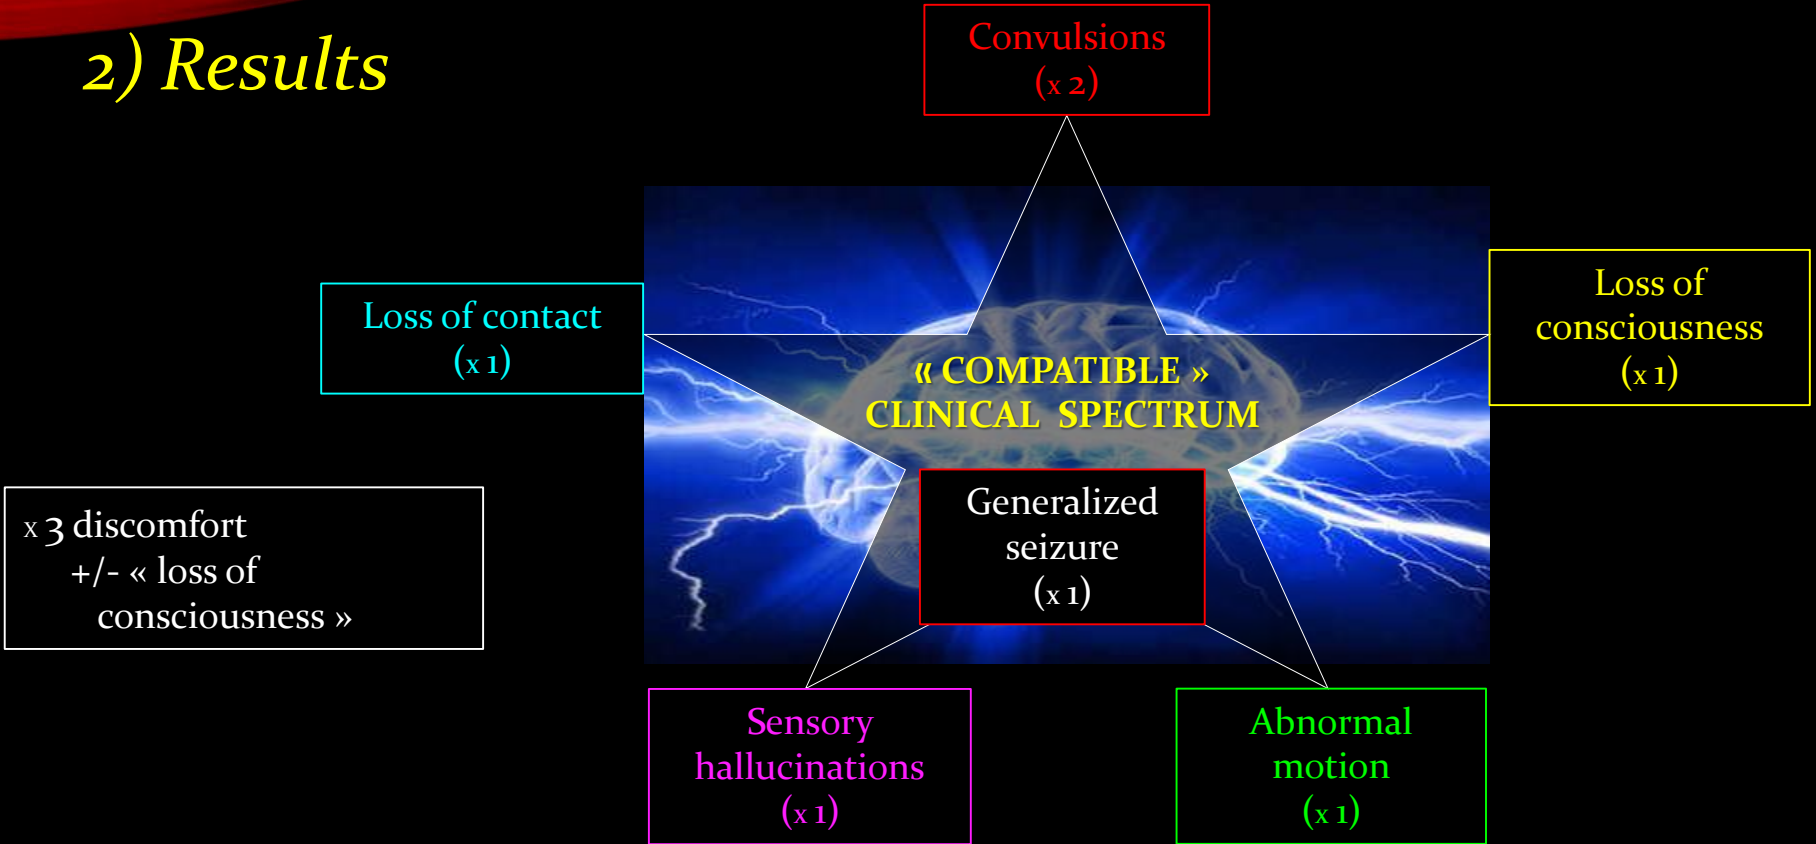 2) Results
Convulsions
(x 2)
Loss of contact
(x 1)
Loss of
consciousness
(x 1)
« COMPATIBLE »
CLINICAL SPECTRUM
Generalized
seizure
(x 1)
x 3 discomfort
+/- « loss of
consciousness »
Sensory
hallucinations
(x 1)
Abnormal
motion
(x 1)